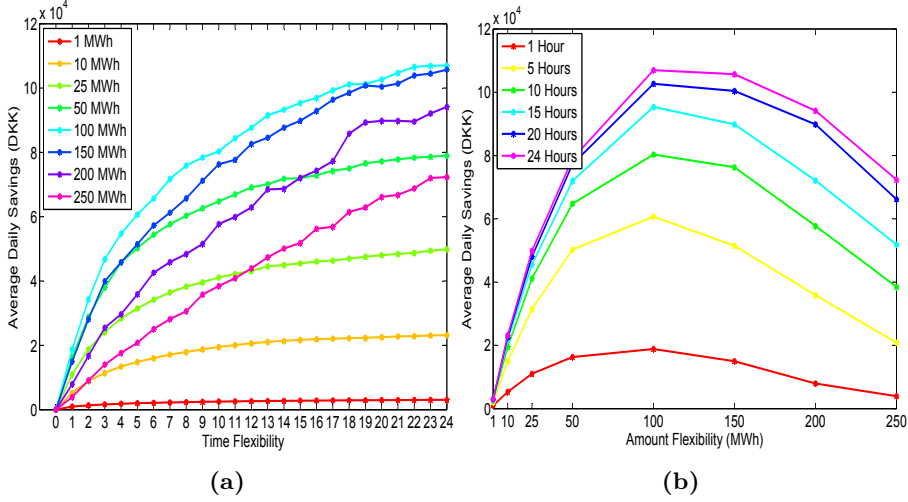 x 10^4
12
10
8
6
4
2
0
Average Daily Savings (DKK)
1 MWh
10 MWh
25 MWh
50 MWh
100 MWh
150 MWh
200 MWh
250 MWh
0 1 2 3 4 5 6 7 8 9 10 11 12 13 14 15 16 17 18 19 20 21 22 23 24
Time Flexibility
(a)
x 10^4
12
10
8
6
4
2
0
Average Daily Savings (DKK)
1 Hour
5 Hours
10 Hours
15 Hours
20 Hours
24 Hours
1 10 25 50 100 150 200 250
Amount Flexibility (MWh)
(b)